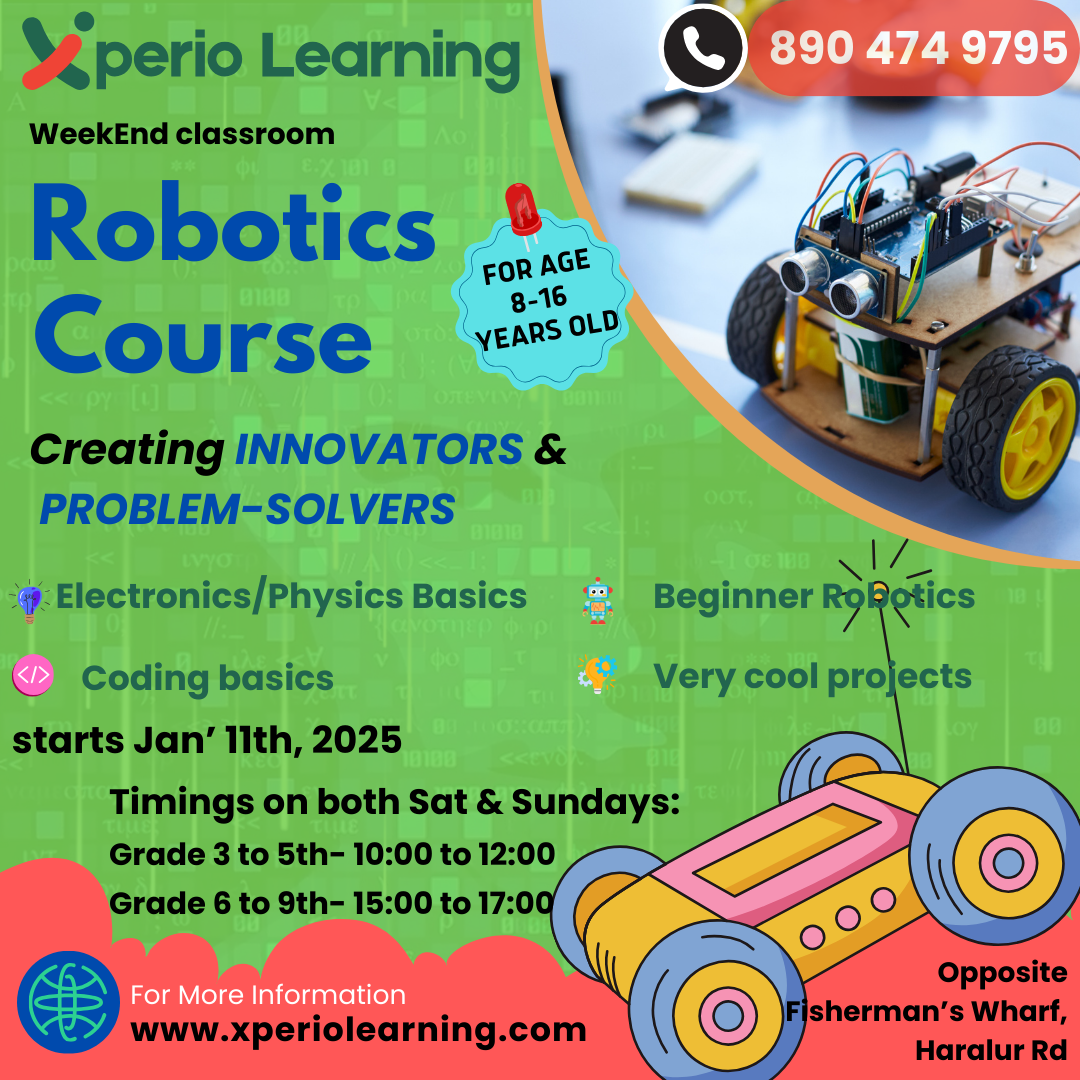 Xperio Learning
890 474 9795
WeekEnd classroom
Robotics
Course
FOR AGE
8-16
YEARS OLD
Creating INNOVATORS &
PROBLEM-SOLVERS
Electronics/Physics Basics
Beginner Robotics
Coding basics
Very cool projects
starts Jan’ 11th, 2025
Timings on both Sat & Sundays:
Grade 3 to 5th- 10:00 to 12:00
Grade 6 to 9th- 15:00 to 17:00
For More Information
www.xperiolearning.com
Opposite
Fisherman’s Wharf,
Haralur Rd